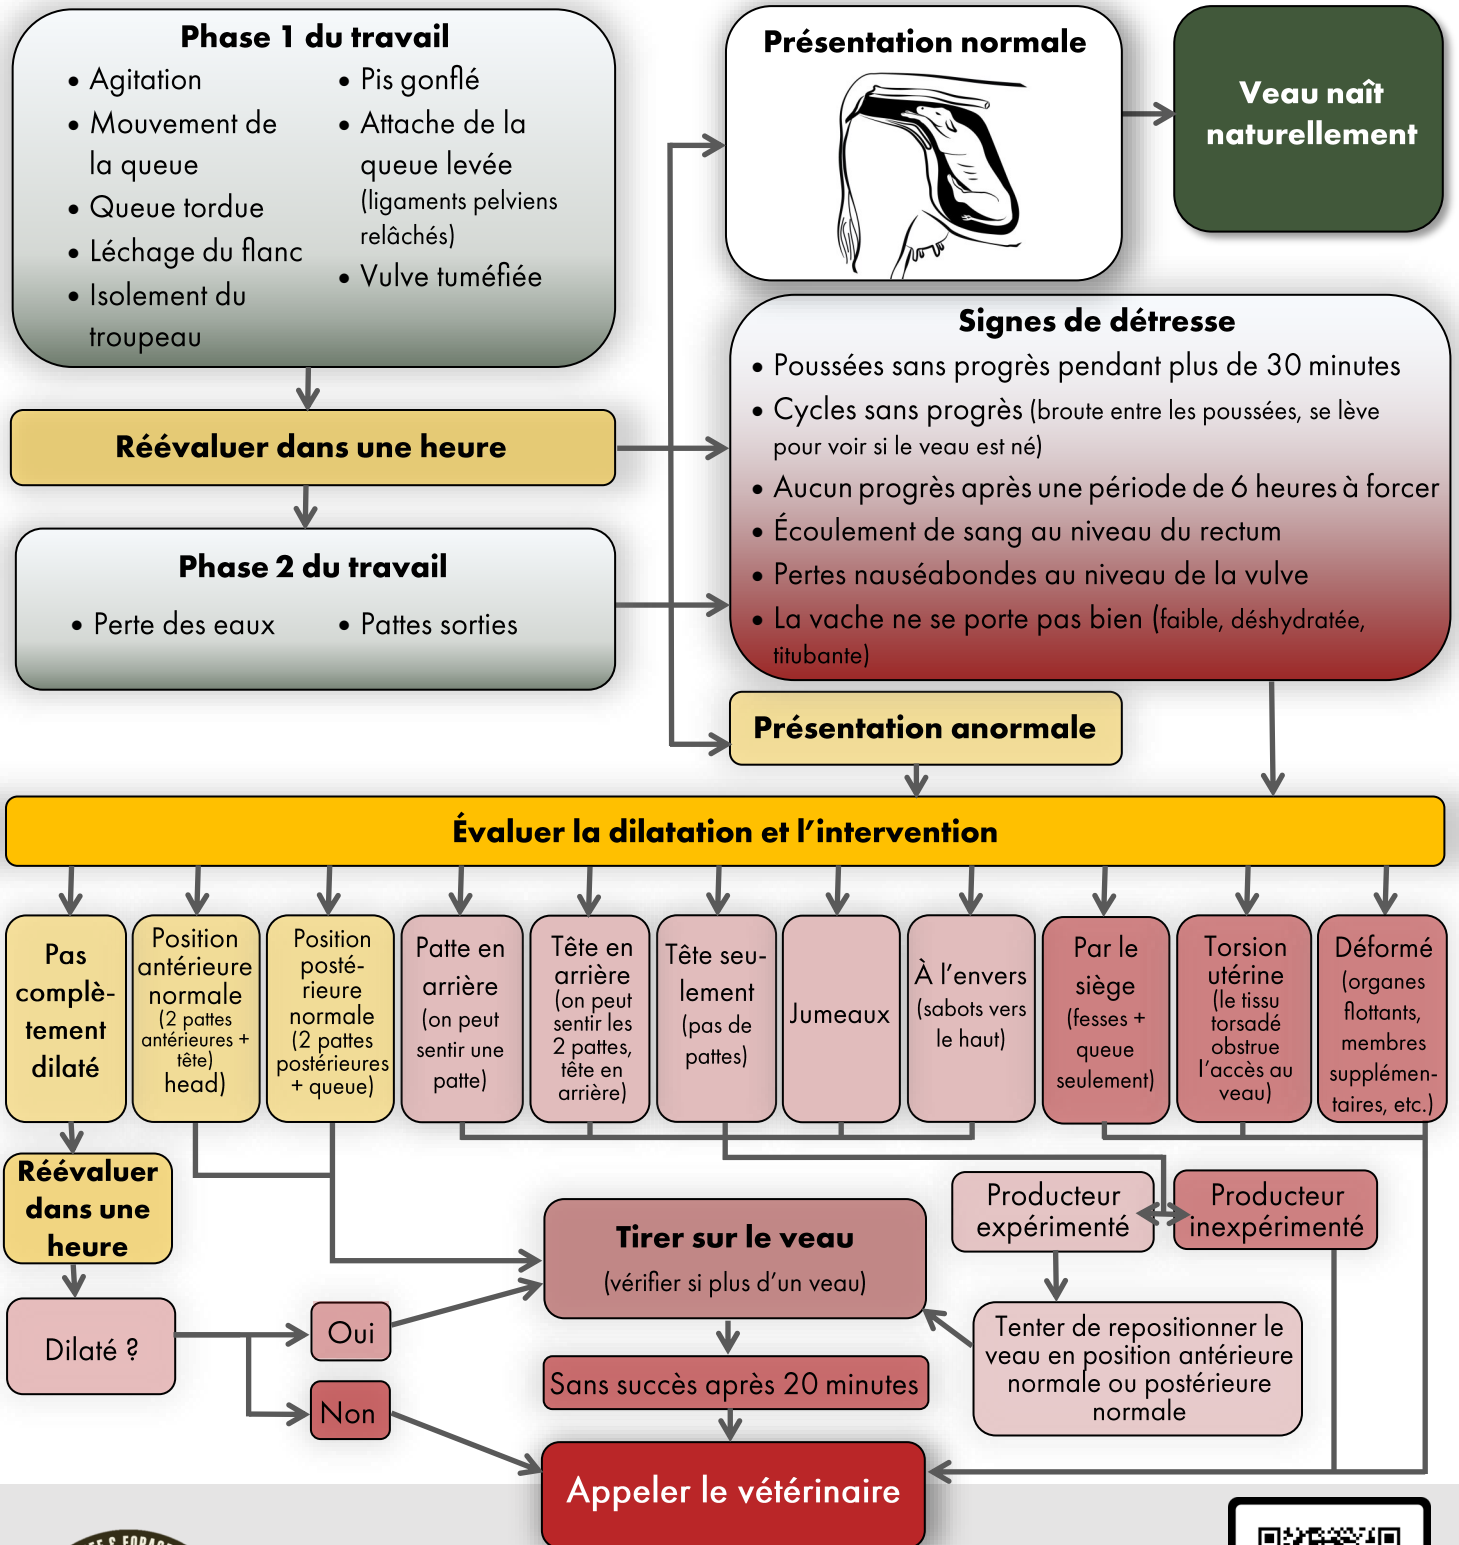 Phase 1 du travail
• Agitation
• Mouvement de
la queue
• Queue tordue
• Léchage du flanc
• Isolement du
troupeau
• Pis gonflé
• Attache de la
queue levée
(ligaments pelviens
relâchés)
• Vulve tuméfiée
Présentation normale
Veau naît
naturellement
Réévaluer dans une heure
Phase 2 du travail
• Perte des eaux
• Pattes sorties
Signes de détresse
• Poussées sans progrès pendant plus de 30 minutes
• Cycles sans progrès (broute entre les poussées, se lève
pour voir si le veau est né)
• Aucun progrès après une période de 6 heures à forcer
• Écoulement de sang au niveau du rectum
• Pertes nauséabondes au niveau de la vulve
• La vache ne se porte pas bien (faible, déshydratée,
titubante)
Présentation anormale
Évaluer la dilatation et l’intervention
Pas
complè-
tement
dilaté
Position
antérieure
normale
(2 pattes
antérieures +
tête)
head)
Position
posté-
rieure
normale
(2 pattes
postérieures
+ queue)
Patte en
arrière
(on peut
sentir une
patte)
Tête en
arrière
(on peut
sentir les
2 pattes,
tête en
arrière)
Tête seu-
lement
(pas de
pattes)
Jumeaux
À l’envers
(sabots vers
le haut)
Par le
siège
(fesses +
queue
seulement)
Torsion
utérine
(le tissu
torsadé
obstrue
l’accès au
veau)
Déformé
(organes
flottants,
membres
supplémen-
taires, etc.)
Réévaluer
dans une
heure
Dilaté ?
Oui
Non
Tirer sur le veau
(vérifier si plus d’un veau)
Sans succès après 20 minutes
Producteur
expérimenté
Producteur
inexpérimenté
Tenter de repositionner le
veau en position antérieure
normale ou postérieure
normale
Appeler le vétérinaire